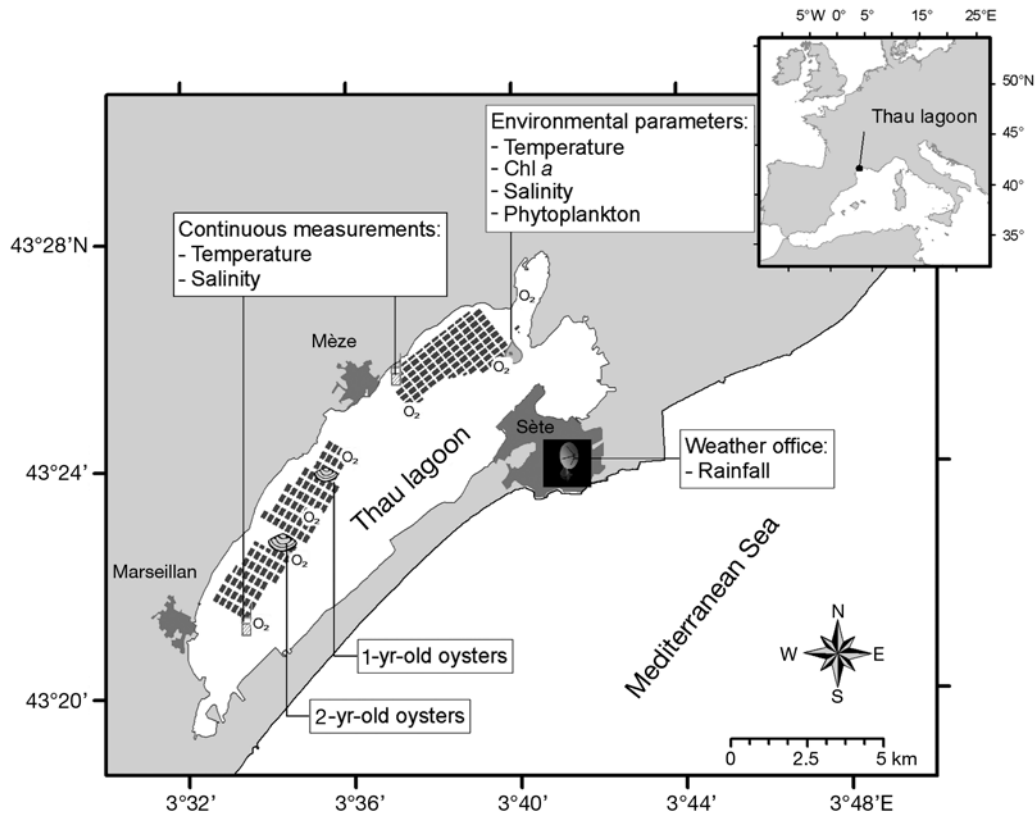 5°W 0° 5° 15° 25°E
50°N
45°
40°
35°
Thau lagoon
Environmental parameters:
- Temperature
- Chl a
- Salinity
- Phytoplankton
Continuous measurements:
- Temperature
- Salinity
43°28’N
43°24’
43°20’
O₂
Mèze
O₂
O₂
Sète
Weather office:
- Rainfall
O₂
O₂
O₂
O₂
Thau lagoon
Marseillan
1-yr-old oysters
2-yr-old oysters
Mediterranean Sea
N
W E
S
0 2.5 5 km
3°32’ 3°36’ 3°40’ 3°44’ 3°48’E